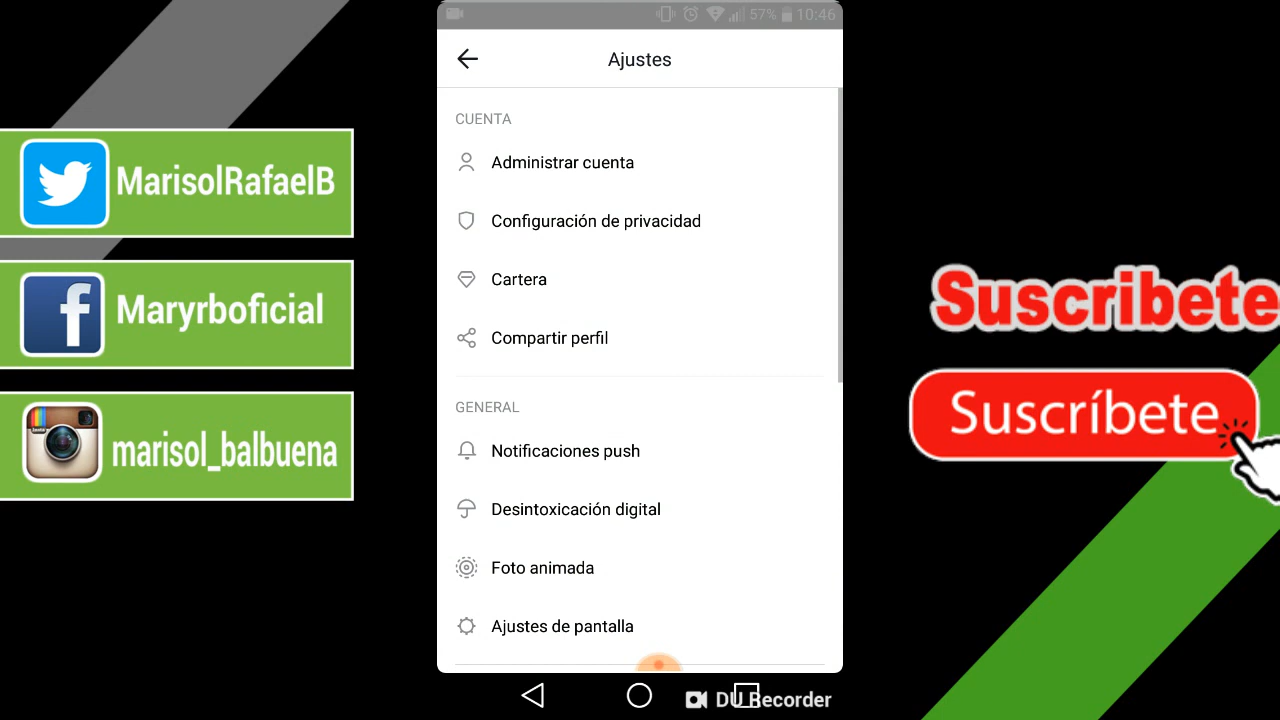 57% 10:46
Ajustes
CUENTA
Administrar cuenta
Configuración de privacidad
Cartera
Compartir perfil
GENERAL
Notificaciones push
Desintoxicación digital
Foto animada
Ajustes de pantalla
DU Recorder
MarisolRafaelB
Maryrboficial
marisol_balbuena
Suscribete
Suscríbete